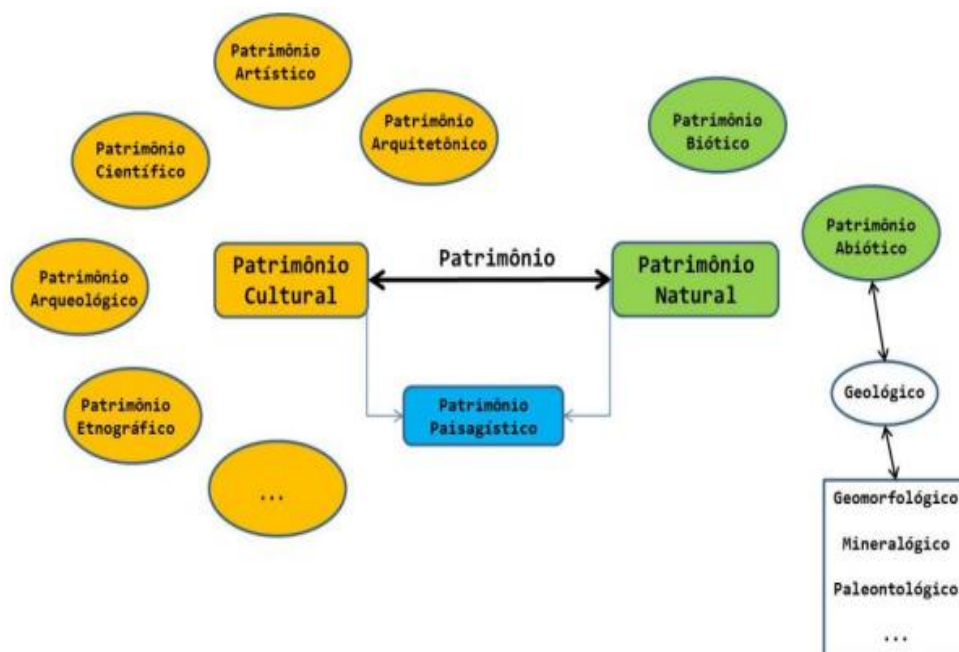 Patrimônio
Artístico
Patrimônio
Arquitetônico
Patrimônio
Biótico
Patrimônio
Científico
Patrimônio
Abiótico
Patrimônio
Arqueológico
Patrimônio
Cultural
Patrimônio
Patrimônio
Natural
Geológico
Patrimônio
Etnográfico
Patrimônio
Paisagístico
...
Geomorfológico
Mineralógico
Paleontológico
...